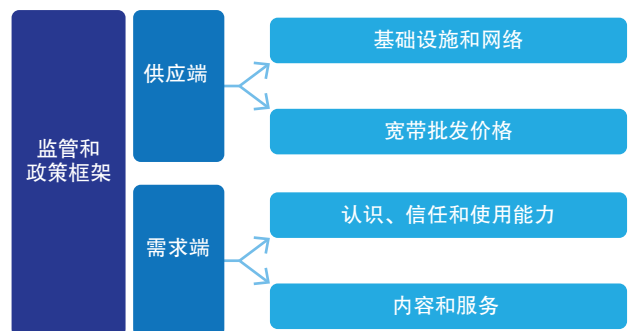 监管和
政策框架
供应端
基础设施和网络
宽带批发价格
需求端
认识、信任和使用能力
内容和服务